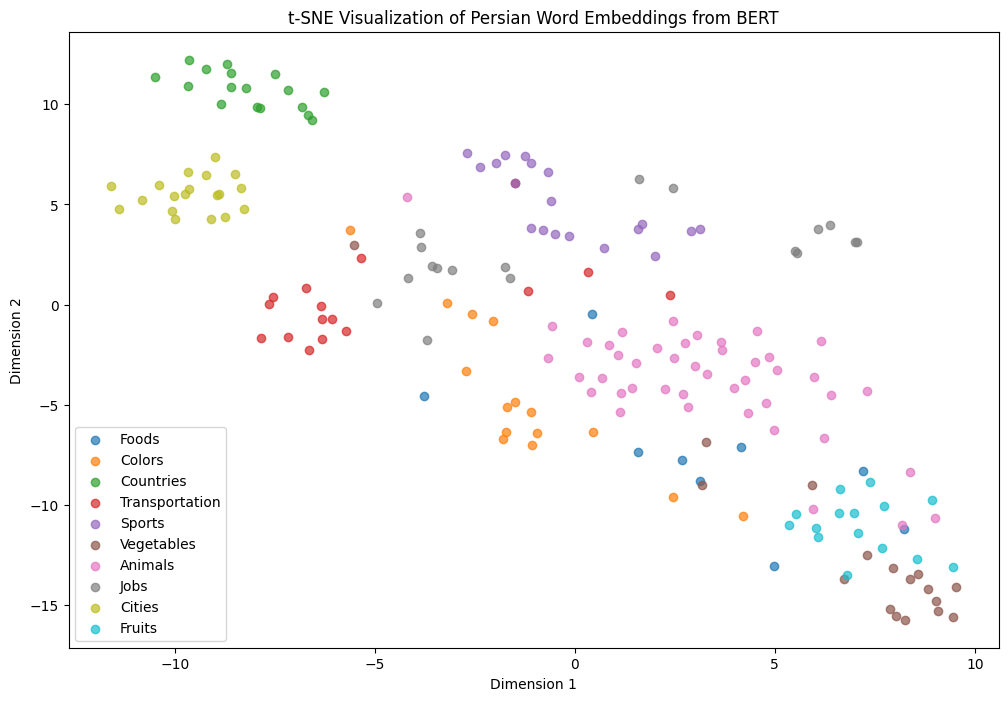 t-SNE Visualization of Persian Word Embeddings from BERT
10
5
0
−5
−10
−15
Dimension 2
Foods
Colors
Countries
Transportation
Sports
Vegetables
Animals
Jobs
Cities
Fruits
−10
−5
0
5
10
Dimension 1